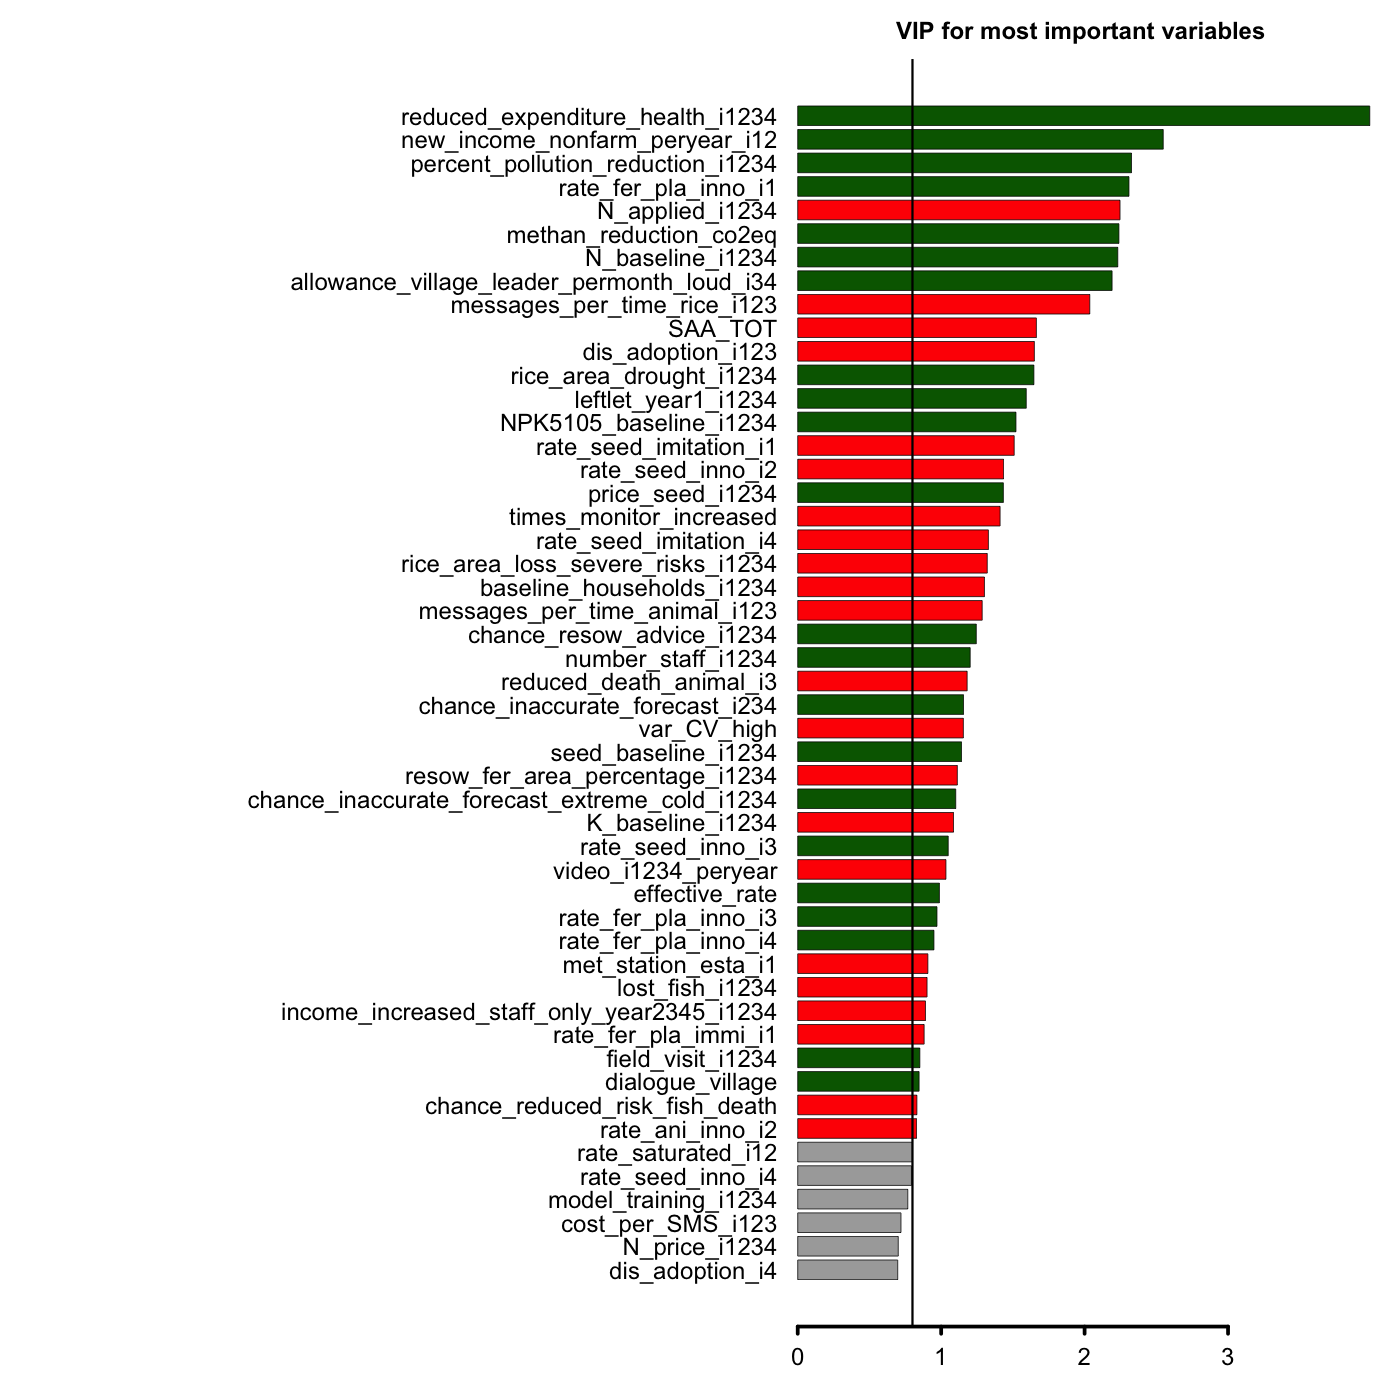 VIP for most important variables
reduced_expenditure_health_i1234
new_income_nonfarm_peryear_i12
percent_pollution_reduction_i1234
rate_fer_pla_inno_i1
N_applied_i1234
methan_reduction_co2eq
N_baseline_i1234
allowance_village_leader_permonth_loud_i34
messages_per_time_rice_i123
SAA_TOT
dis_adoption_i123
rice_area_drought_i1234
leftlet_year1_i1234
NPK5105_baseline_i1234
rate_seed_imitation_i1
rate_seed_inno_i2
price_seed_i1234
times_monitor_increased
rate_seed_imitation_i4
rice_area_loss_severe_risks_i1234
baseline_households_i1234
messages_per_time_animal_i123
chance_resow_advice_i1234
number_staff_i1234
reduced_death_animal_i3
chance_inaccurate_forecast_i234
var_CV_high
seed_baseline_i1234
resow_fer_area_percentage_i1234
chance_inaccurate_forecast_extreme_cold_i1234
K_baseline_i1234
rate_seed_inno_i3
video_i1234_peryear
effective_rate
rate_fer_pla_inno_i3
rate_fer_pla_inno_i4
met_station_esta_i1
lost_fish_i1234
income_increased_staff_only_year2345_i1234
rate_fer_pla_immi_i1
field_visit_i1234
dialogue_village
chance_reduced_risk_fish_death
rate_ani_inno_i2
rate_saturated_i12
rate_seed_inno_i4
model_training_i1234
cost_per_SMS_i123
N_price_i1234
dis_adoption_i4
0 1 2 3